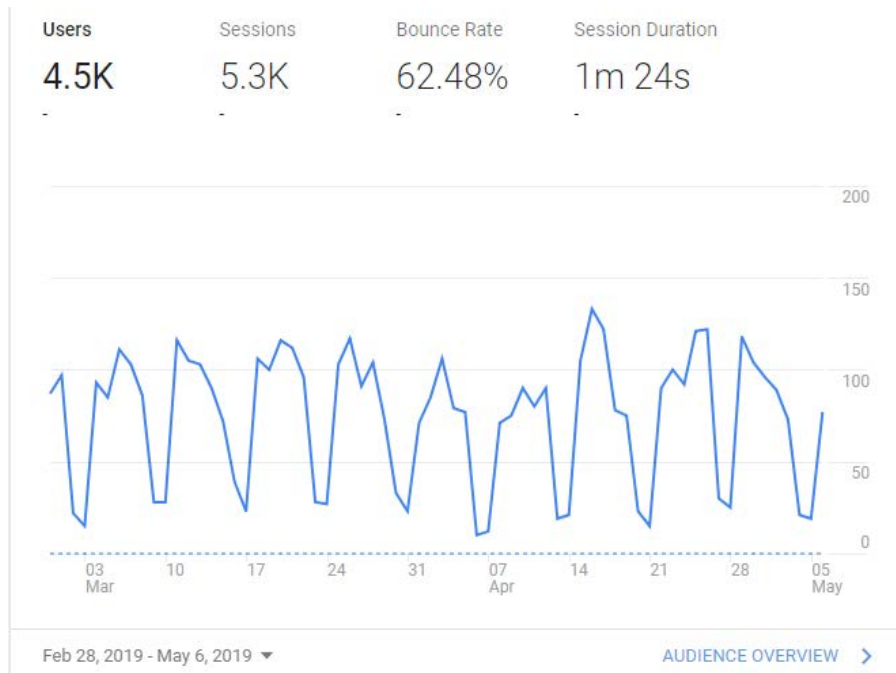 Users Sessions Bounce Rate Session Duration
4.5K 5.3K 62.48% 1m 24s
- - - -
200
150
100
50
0
03 10 17 24 31 07 14 21 28 05
Mar Apr May
Feb 28, 2019 - May 6, 2019 AUDIENCE OVERVIEW